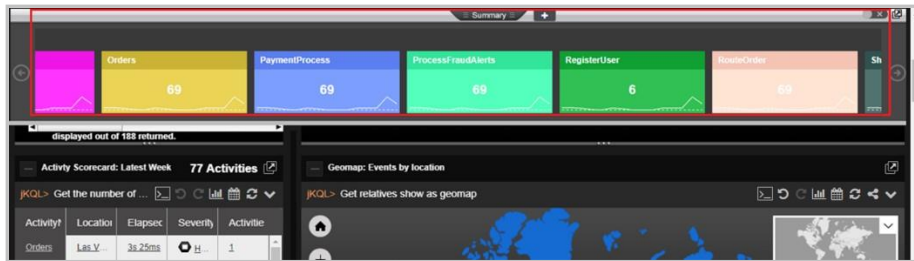 Summary
Orders
69
PaymentProcess
69
ProcessFraudAlerts
69
RegisterUser
6
RouteOrder
69
Sh
displayed out of 188 returned.
Activty Scorecard: Latest Week 77 Activities
jKQL> Get the number of ...
Activity Location Elapsec Severity Activitie
Orders Las V... 3s 25ms H... 1
Geomap: Events by location
jKQL> Get relatives show as geomap